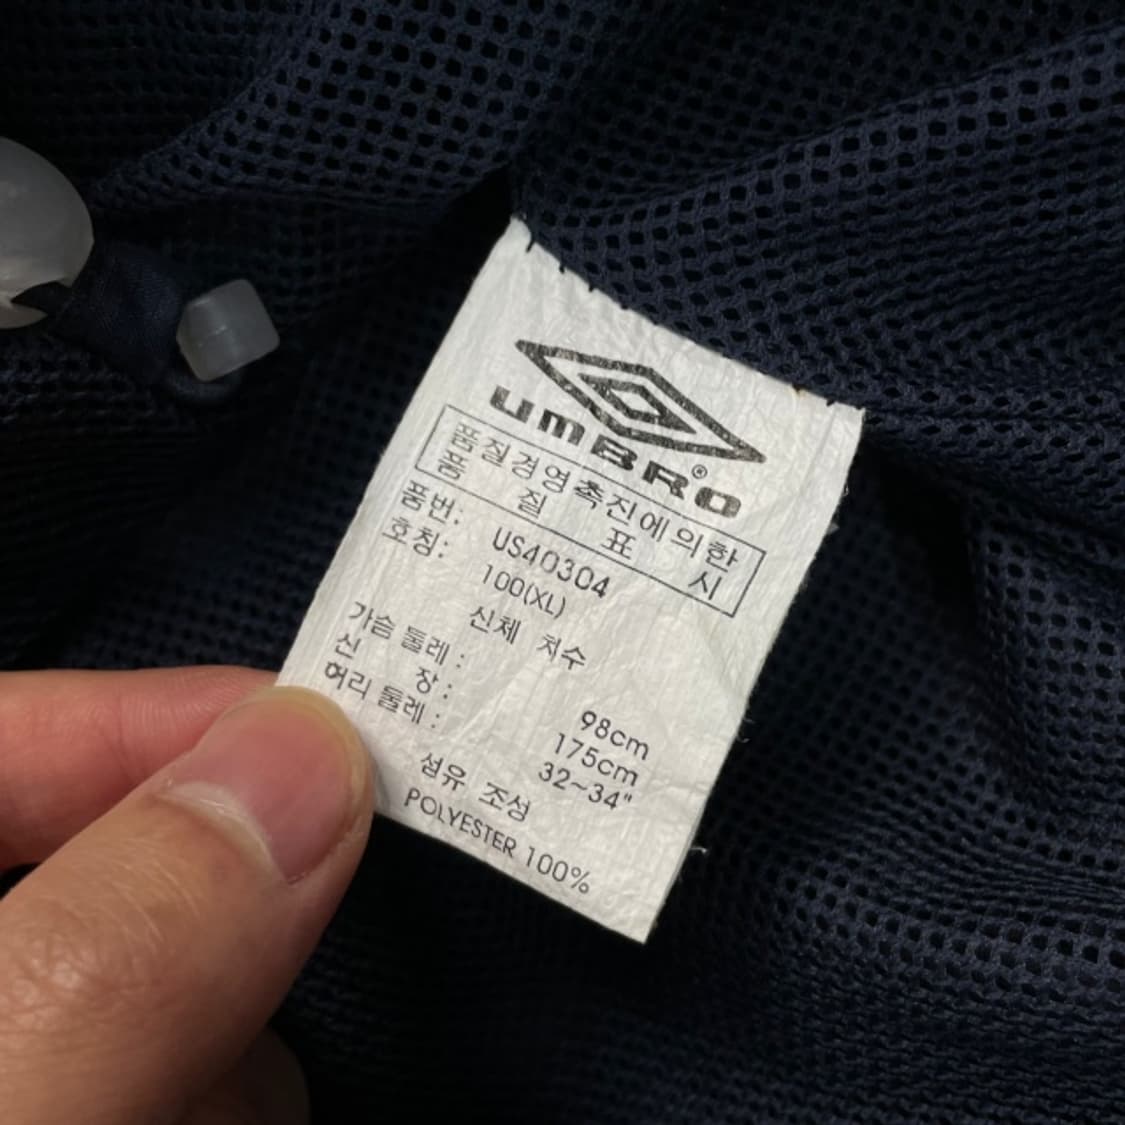 UMBRO®
품질경영촉진에의한
품 질 표 시
품번: US40304
호칭: 100(XL)
신체 치수
가슴 둘레 : 98cm
신 장 : 175cm
허리 둘레 : 32~34"
섬유 조성
POLYESTER 100%